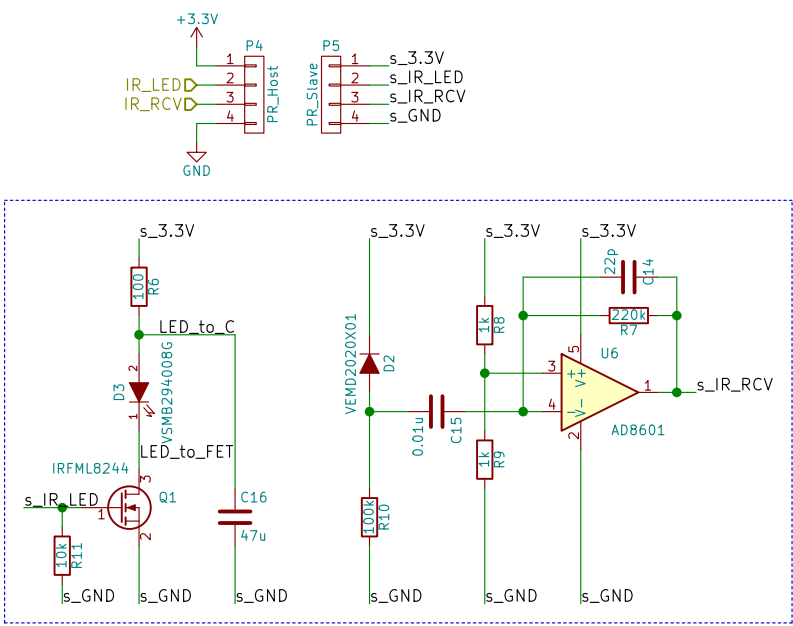 +3.3V
P4
1
IR_LED 2
IR_RCV 3
4
PR_Host
GND
P5
1 s_3.3V
2 s_IR_LED
3 s_IR_RCV
4 s_GND
PR_Slave
s_3.3V
100
R6
LED_to_C
2
D3
VSMB294008G
1
LED_to_FET
IRFML8244
3
s_IR_LED
1
Q1
2
10k
R11
C16
47u
s_GND
s_GND
s_GND
s_3.3V
VEMD2020X01
D2
0.01u
C15
100k
R10
s_GND
s_3.3V
1k
R8
1k
R9
s_GND
s_3.3V
22p
C14
220k
R7
U6
5
3
+
V+
4
-
V-
2
1
s_IR_RCV
AD8601
s_GND